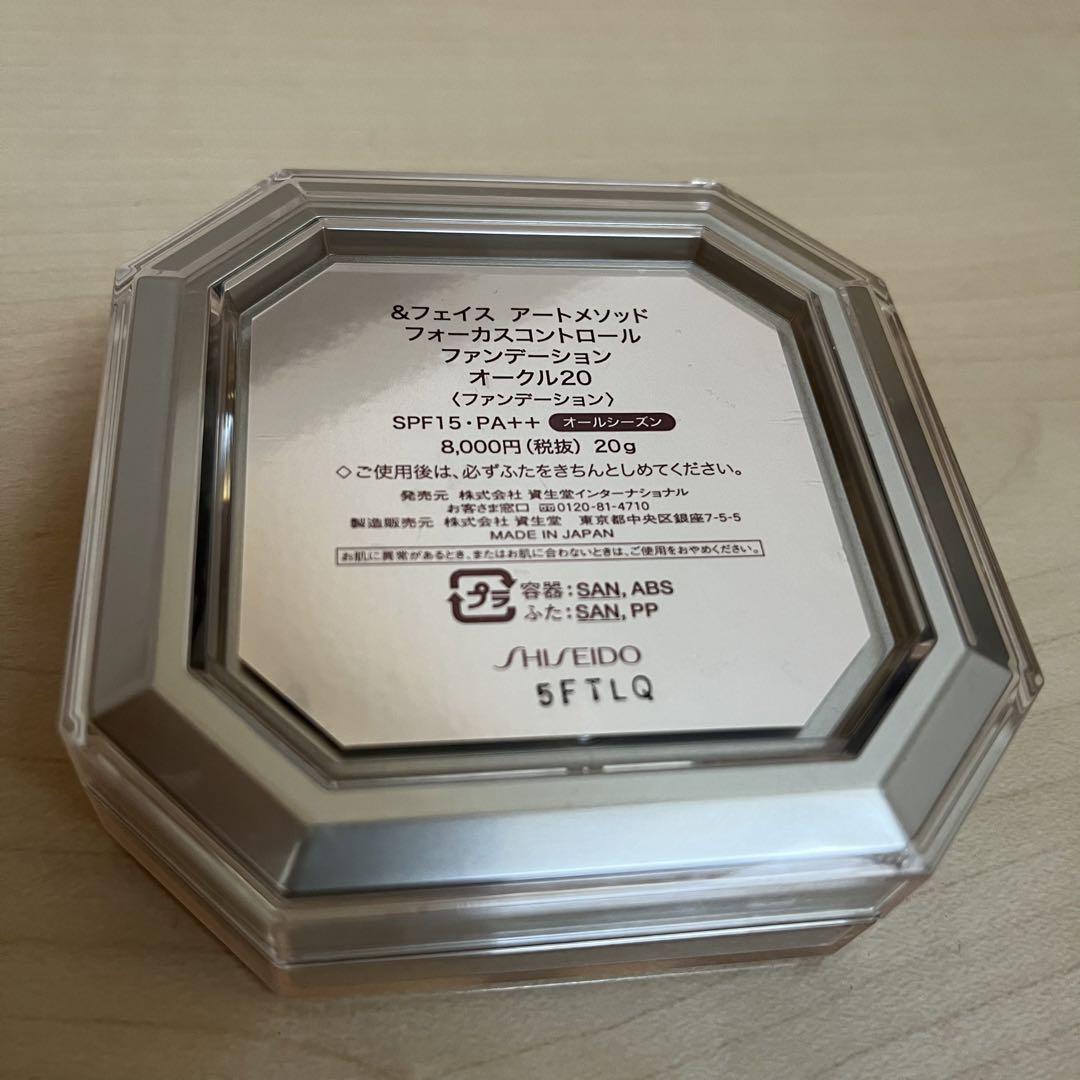 &フェイス アートメソッド
フォーカスコントロール
ファンデーション
オークル20
〈ファンデーション〉
SPF15・PA++ オールシーズン
8,000円(税抜) 20g
◇ご使用後は、必ずふたをきちんとしめてください。
発売元 株式会社 資生堂インターナショナル
お客さま窓口 0120-81-4710
製造販売元 株式会社 資生堂 東京都中央区銀座7-5-5
MADE IN JAPAN
お肌に異常があるとき、またはお肌に合わないときは、ご使用をおやめください。
プラ 容器:SAN, ABS
ふた:SAN, PP
SHISEIDO
5FTLQ